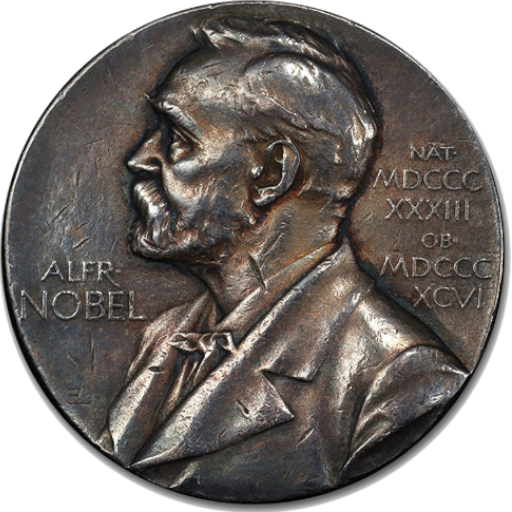 ALFR·
NOBEL
NAT·
MDCCC
XXXIII
OB·
MDCCC
XCVI